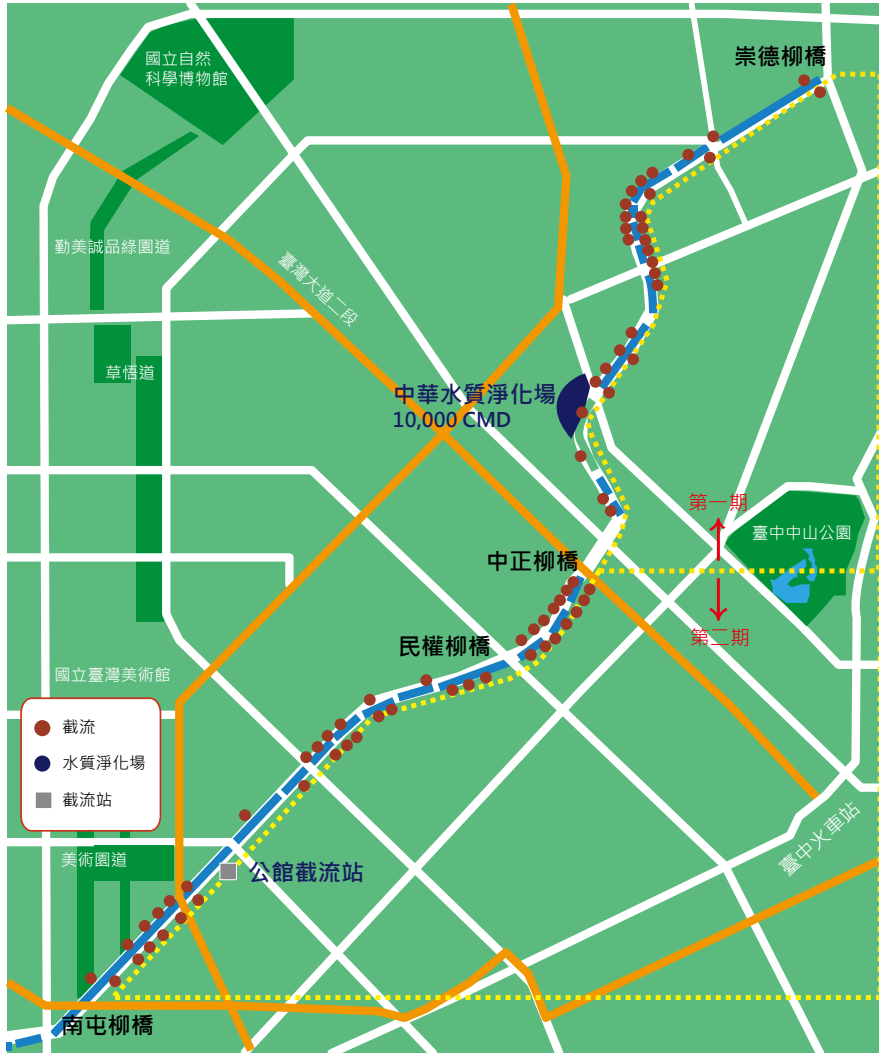 崇德柳橋
國立自然
科學博物館
勤美誠品綠園道
臺灣大道二段
草悟道
中華水質淨化場
10,000 CMD
第一期
臺中中山公園
中正柳橋
第二期
民權柳橋
國立臺灣美術館
截流
水質淨化場
截流站
美術園道
公館截流站
臺中火車站
南屯柳橋